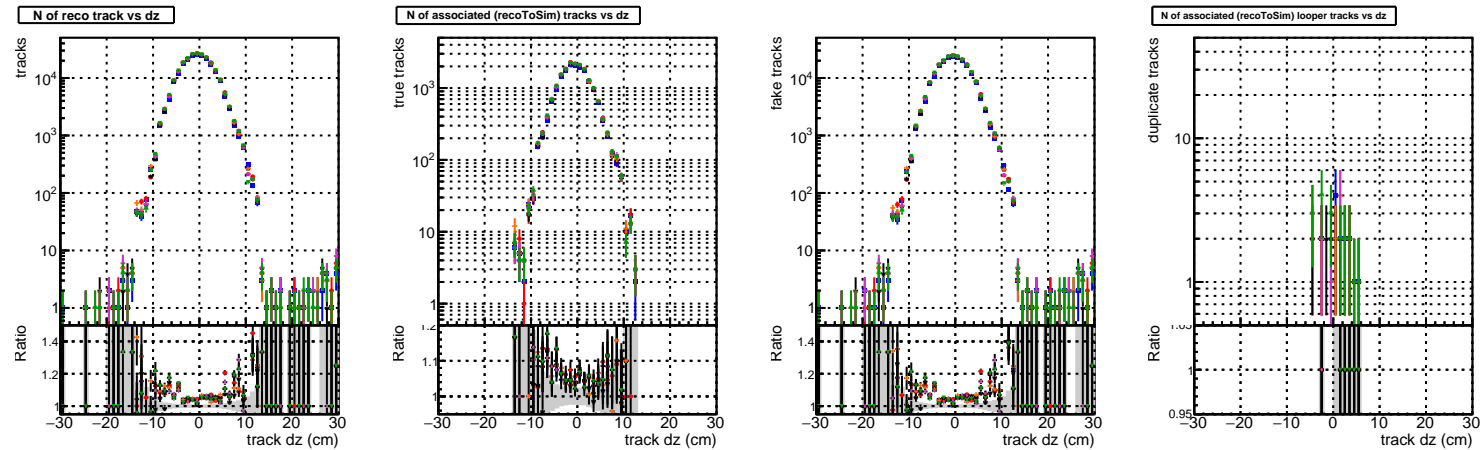 N of reco track vs dz
tracks
10⁴
10³
10²
10
1
Ratio
1.4
1.2
1
−30 −20 −10 0 10 20 30
track dz (cm)
N of associated (recoToSim) tracks vs dz
true tracks
10³
10²
10
1
Ratio
1.2
1.1
1
−30 −20 −10 0 10 20 30
track dz (cm)
fake tracks
10⁴
10³
10²
10
1
Ratio
1.4
1.2
1
−30 −20 −10 0 10 20 30
track dz (cm)
N of associated (recoToSim) looper tracks vs dz
duplicate tracks
10
1
Ratio
1.05
1
0.95
−30 −20 −10 0 10 20 30
track dz (cm)